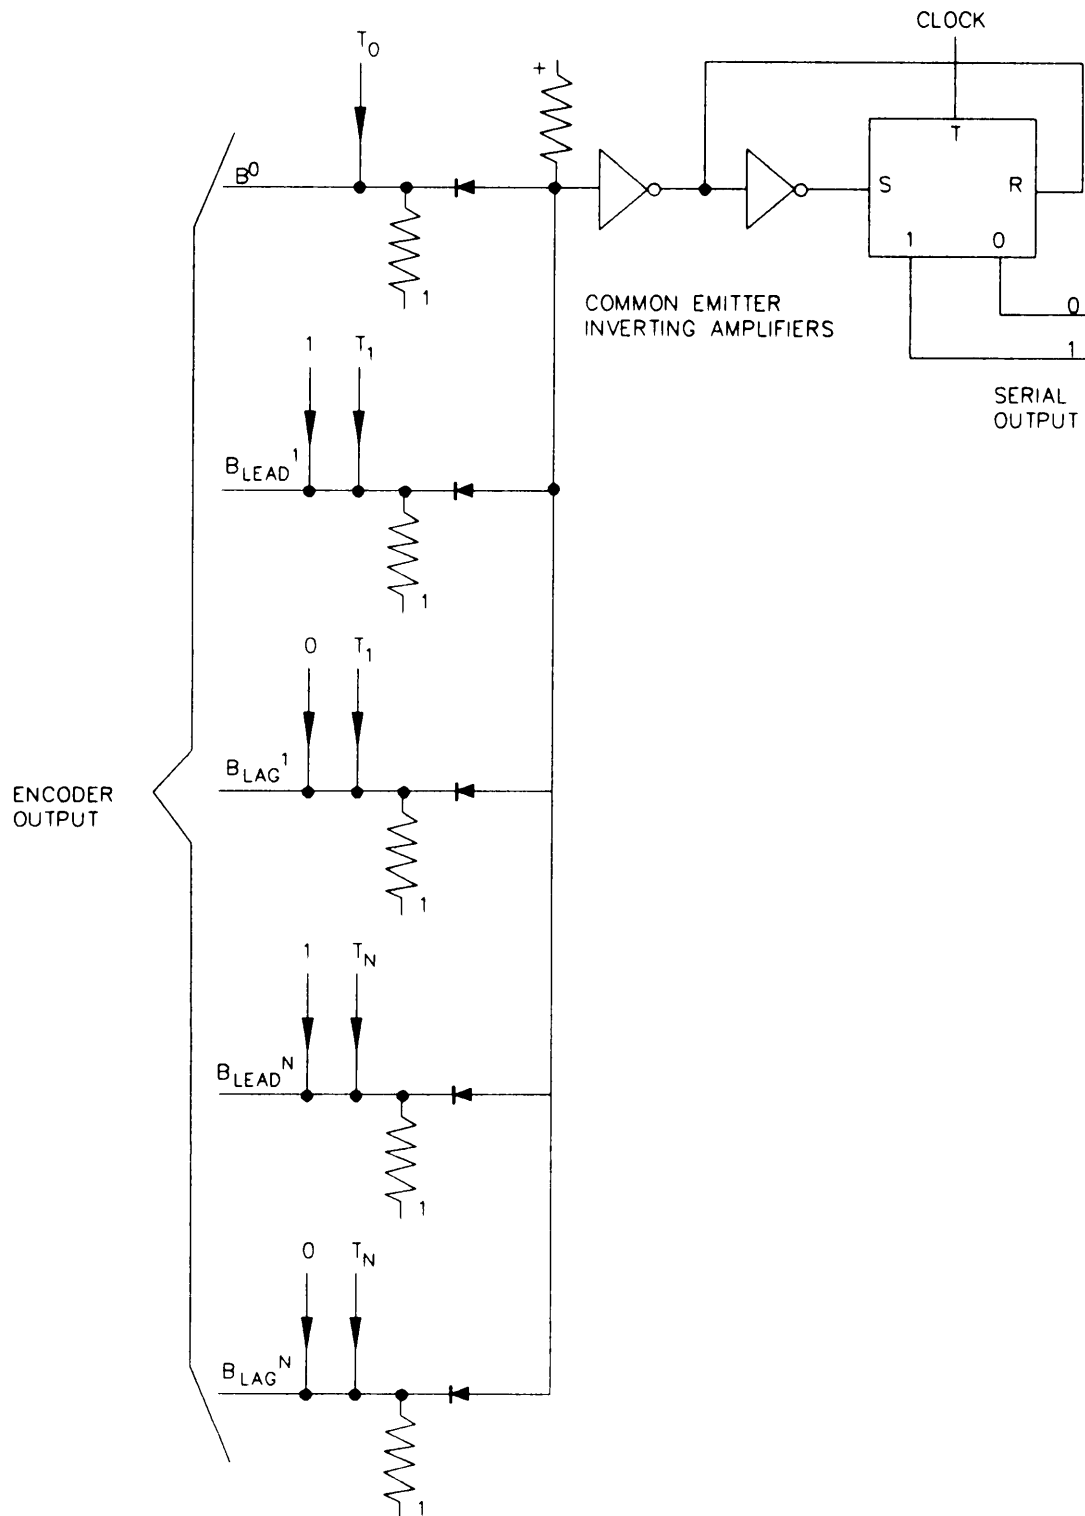 CLOCK
T0
+
T
B0
S
R
1
0
1
COMMON EMITTER
INVERTING AMPLIFIERS
0
1
SERIAL
OUTPUT
1
T1
BLEAD1
1
0
T1
BLAG1
ENCODER
OUTPUT
1
1
TN
BLEADN
1
0
TN
BLAGN
1